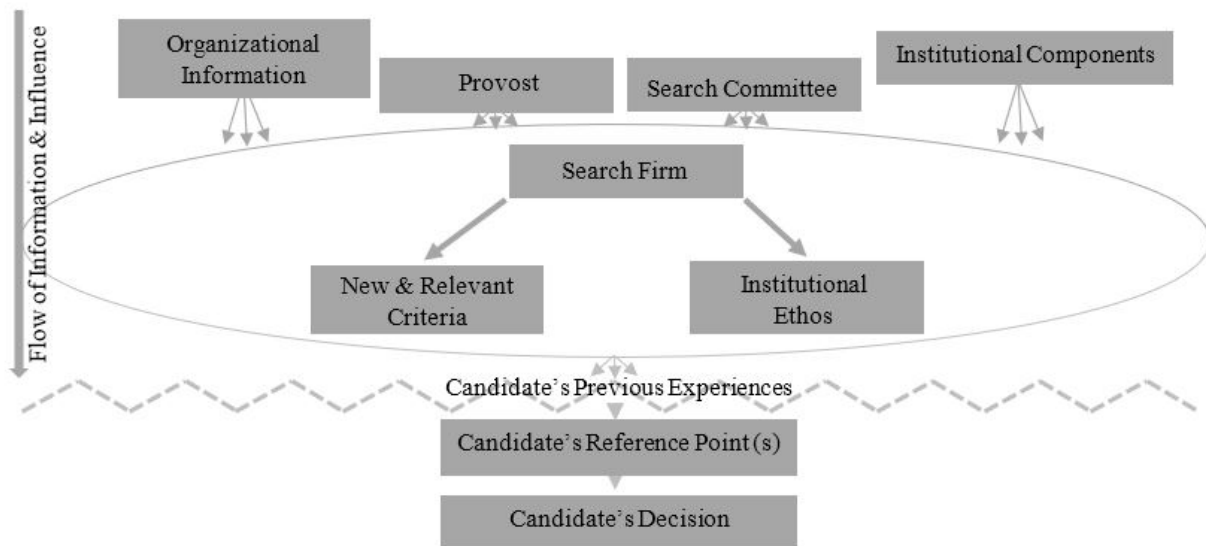 Flow of Information & Influence
Organizational
Information
Provost
Search Committee
Institutional Components
Search Firm
New & Relevant
Criteria
Institutional
Ethos
Candidate’s Previous Experiences
Candidate’s Reference Point (s)
Candidate’s Decision